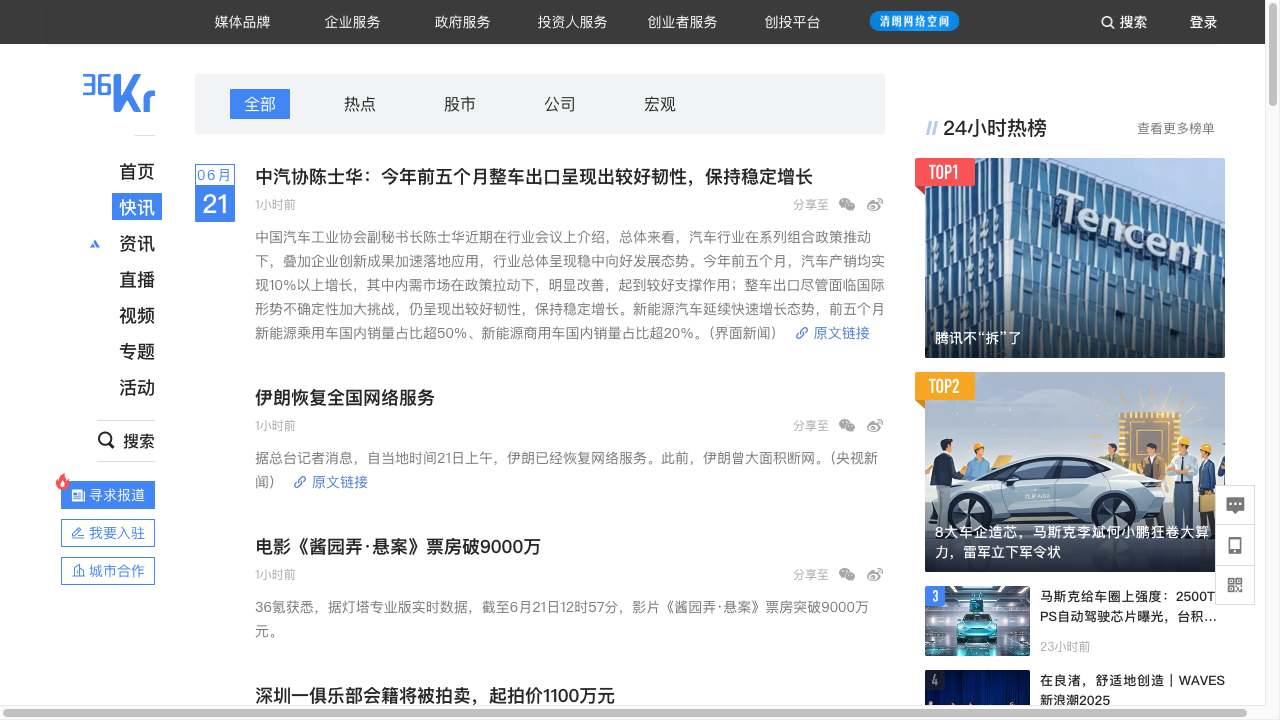 媒体品牌
企业服务
政府服务
投资人服务
创业者服务
创投平台
清朗网络空间
搜索
登录
36Kr
首页
快讯
资讯
直播
视频
专题
活动
搜索
寻求报道
我要入驻
城市合作
全部
热点
股市
公司
宏观
06月
21
中汽协陈士华：今年前五个月整车出口呈现出较好韧性，保持稳定增长
1小时前
分享至
中国汽车工业协会副秘书长陈士华近期在行业会议上介绍，总体来看，汽车行业在系列组合政策推动
下，叠加企业创新成果加速落地应用，行业总体呈现稳中向好发展态势。今年前五个月，汽车产销均实
现10%以上增长，其中内需市场在政策拉动下，明显改善，起到较好支撑作用；整车出口尽管面临国际
形势不确定性加大挑战，仍呈现出较好韧性，保持稳定增长。新能源汽车延续快速增长态势，前五个月
新能源乘用车国内销量占比超50%、新能源商用车国内销量占比超20%。（界面新闻） 原文链接
伊朗恢复全国网络服务
1小时前
分享至
据总台记者消息，自当地时间21日上午，伊朗已经恢复网络服务。此前，伊朗曾大面积断网。（央视新
闻） 原文链接
电影《酱园弄·悬案》票房破9000万
1小时前
分享至
36氪获悉，据灯塔专业版实时数据，截至6月21日12时57分，影片《酱园弄·悬案》票房突破9000万
元。
深圳一俱乐部会籍将被拍卖，起拍价1100万元
24小时热榜
查看更多榜单
TOP1
Tencent
腾讯不“拆”了
TOP2
8大车企造芯，马斯克李斌何小鹏狂卷大算
力，雷军立下军令状
3
马斯克给车圈上强度：2500T
PS自动驾驶芯片曝光，台积...
23小时前
4
在良渚，舒适地创造｜WAVES
新浪潮2025